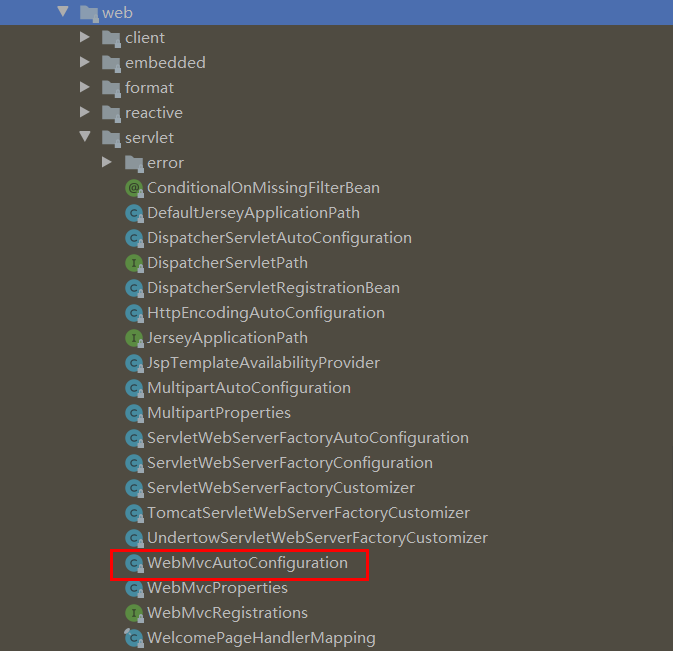 web
client
embedded
format
reactive
servlet
error
ConditionalOnMissingFilterBean
DefaultJerseyApplicationPath
DispatcherServletAutoConfiguration
DispatcherServletPath
DispatcherServletRegistrationBean
HttpEncodingAutoConfiguration
JerseyApplicationPath
JspTemplateAvailabilityProvider
MultipartAutoConfiguration
MultipartProperties
ServletWebServerFactoryAutoConfiguration
ServletWebServerFactoryConfiguration
ServletWebServerFactoryCustomizer
TomcatServletWebServerFactoryCustomizer
UndertowServletWebServerFactoryCustomizer
WebMvcAutoConfiguration
WebMvcProperties
WebMvcRegistrations
WelcomePageHandlerMapping